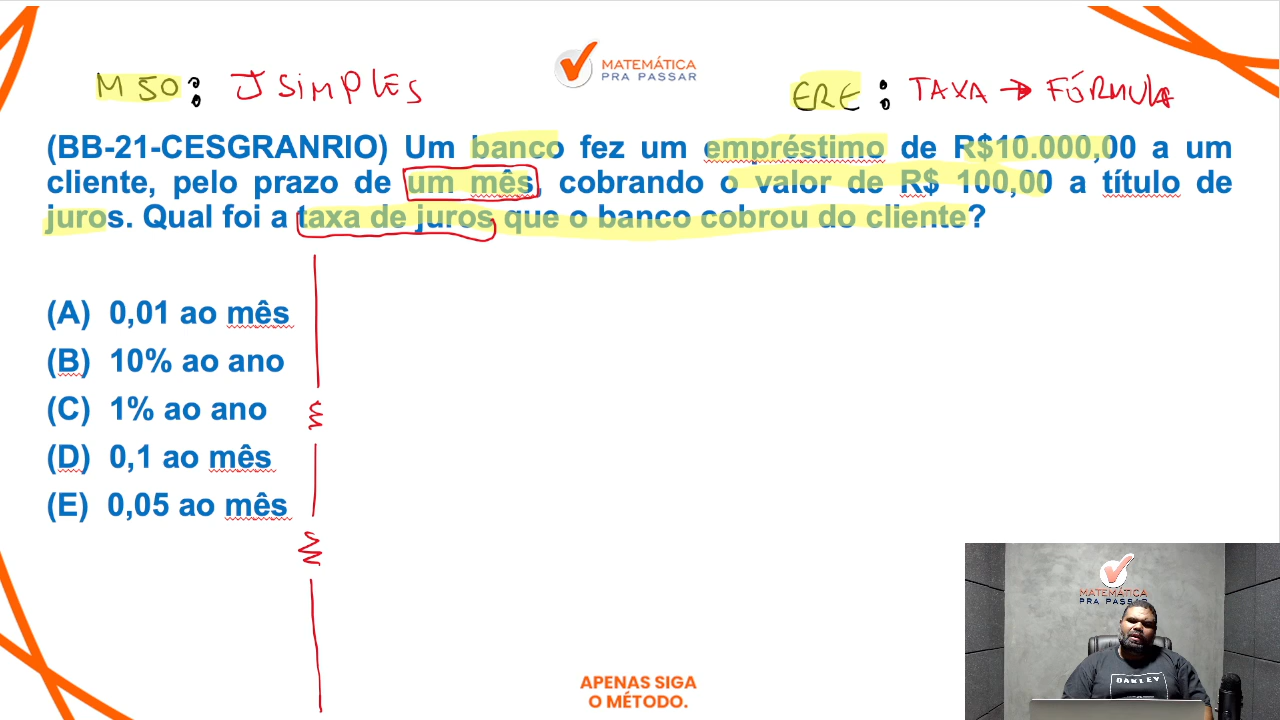 MATEMÁTICA
PRA PASSAR
M50: J SIMPLES
ERE: TAXA → FÓRMULA
(BB-21-CESGRANRIO) Um banco fez um empréstimo de R$10.000,00 a um
cliente, pelo prazo de um mês, cobrando o valor de R$ 100,00 a título de
juros. Qual foi a taxa de juros que o banco cobrou do cliente?
(A) 0,01 ao mês
(B) 10% ao ano
(C) 1% ao ano
(D) 0,1 ao mês
(E) 0,05 ao mês
MATEMÁTICA
PRA PASSAR
OAKLEY
APENAS SIGA
O MÉTODO.